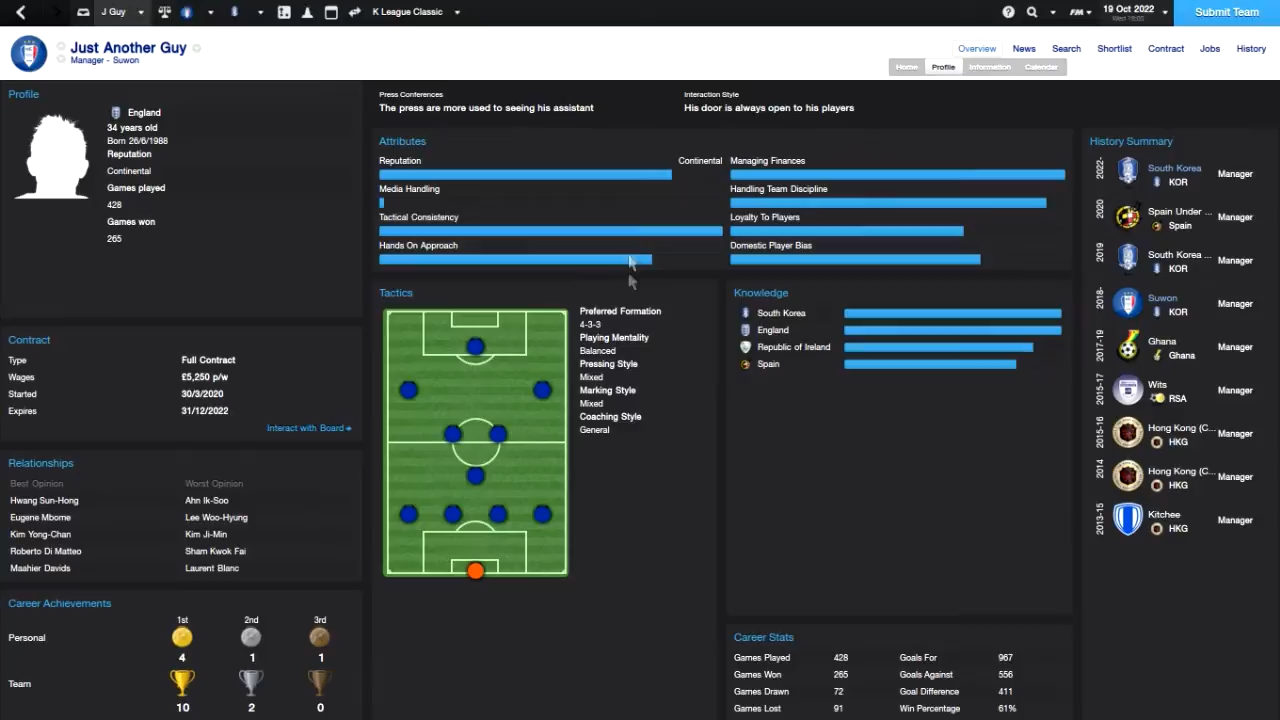 J Guy
K League Classic
FM
19 Oct 2022
Wed 19:05
Submit Team
Just Another Guy
Manager - Suwon
Overview News Search Shortlist Contract Jobs History
Home Profile Information Calendar
Profile
England
34 years old
Born 26/6/1988
Reputation
Continental
Games played
428
Games won
265
Press Conferences
The press are more used to seeing his assistant
Interaction Style
His door is always open to his players
Attributes
Reputation Continental
Media Handling
Tactical Consistency
Hands On Approach
Managing Finances
Handling Team Discipline
Loyalty To Players
Domestic Player Bias
History Summary
2022- South Korea KOR Manager
2020 Spain Under ... Spain Manager
2019 South Korea ... KOR Manager
2018- Suwon KOR Manager
2017-19 Ghana Ghana Manager
2015-17 Wits RSA Manager
2015-16 Hong Kong (C... HKG Manager
2014 Hong Kong (C... HKG Manager
2013-15 Kitchee HKG Manager
Contract
Type Full Contract
Wages £5,250 p/w
Started 30/3/2020
Expires 31/12/2022
Interact with Board
Relationships
Best Opinion Worst Opinion
Hwang Sun-Hong Ahn Ik-Soo
Eugene Mbome Lee Woo-Hyung
Kim Yong-Chan Kim Ji-Min
Roberto Di Matteo Sham Kwok Fai
Maahier Davids Laurent Blanc
Tactics
Preferred Formation
4-3-3
Playing Mentality
Balanced
Pressing Style
Mixed
Marking Style
Mixed
Coaching Style
General
Knowledge
South Korea
England
Republic of Ireland
Spain
Career Achievements
1st 2nd 3rd
Personal 4 1 1
Team 10 2 0
Career Stats
Games Played 428 Goals For 967
Games Won 265 Goals Against 556
Games Drawn 72 Goal Difference 411
Games Lost 91 Win Percentage 61%